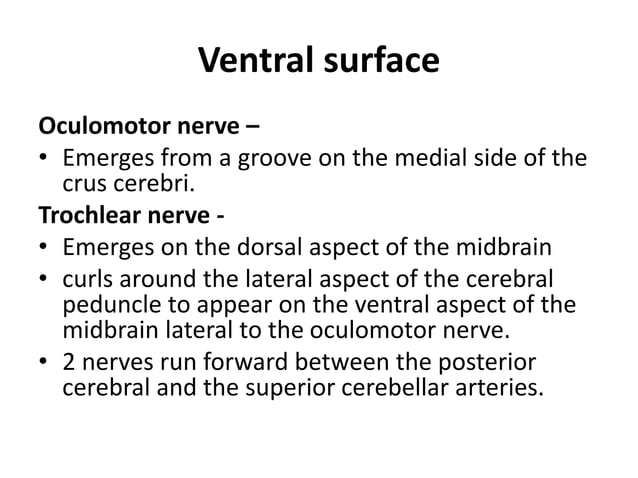 Ventral surface
Oculomotor nerve –
• Emerges from a groove on the medial side of the
crus cerebri.
Trochlear nerve -
• Emerges on the dorsal aspect of the midbrain
• curls around the lateral aspect of the cerebral
peduncle to appear on the ventral aspect of the
midbrain lateral to the oculomotor nerve.
• 2 nerves run forward between the posterior
cerebral and the superior cerebellar arteries.